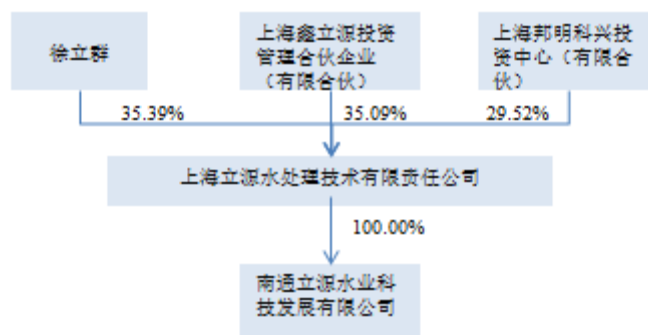 徐立群
上海鑫立源投资
管理合伙企业
（有限合伙）
上海邦明科兴投
资中心（有限合
伙）
35.39%
35.09%
29.52%
上海立源水处理技术有限责任公司
100.00%
南通立源水业科
技发展有限公司